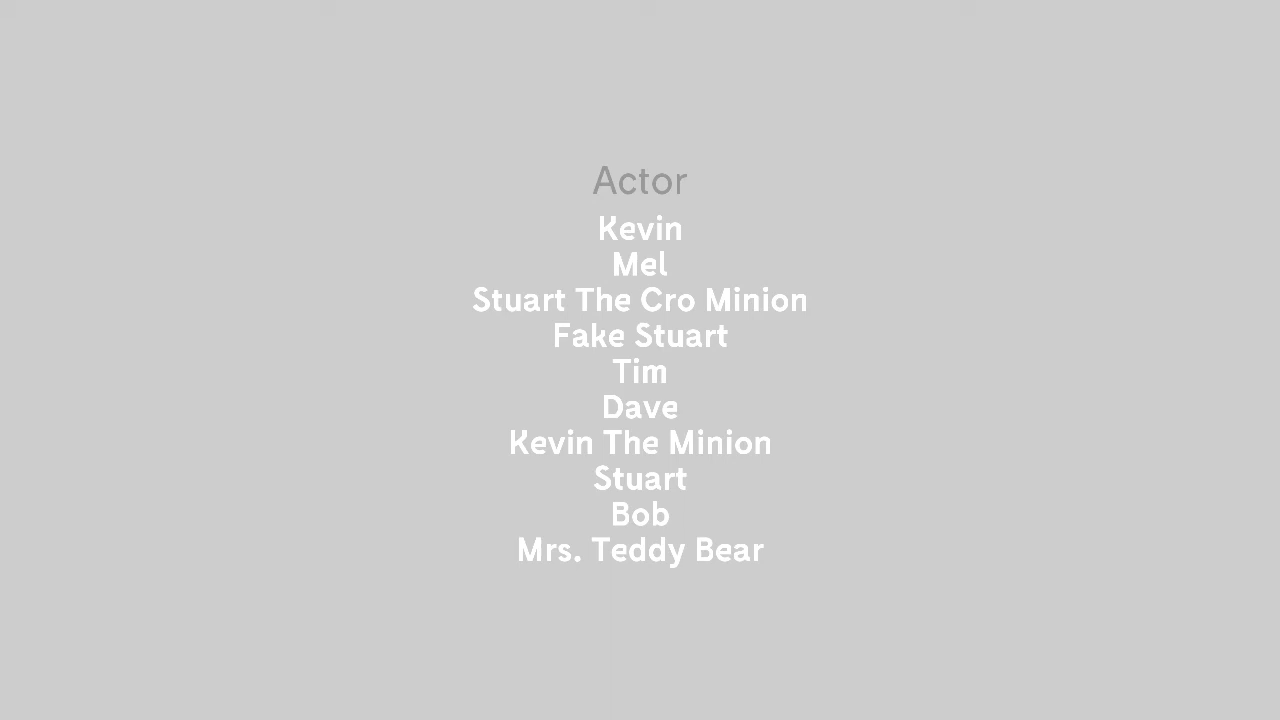 Actor
Kevin
Mel
Stuart The Cro Minion
Fake Stuart
Tim
Dave
Kevin The Minion
Stuart
Bob
Mrs. Teddy Bear